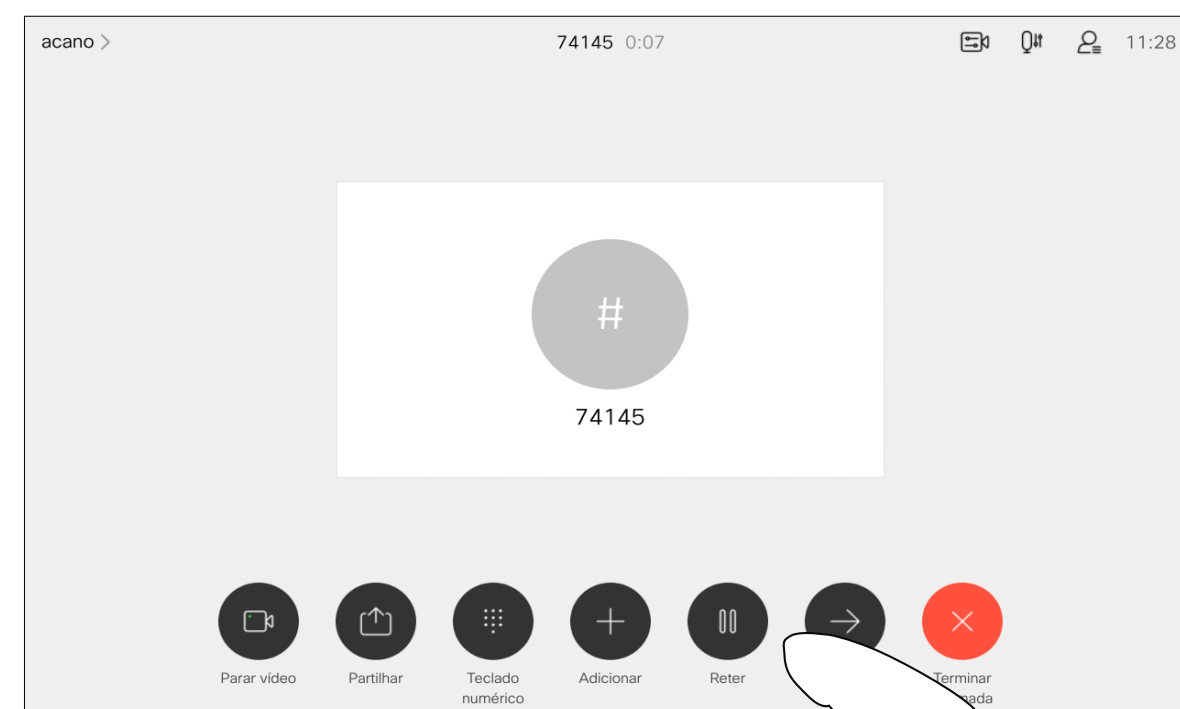 acano
74145 0:07
11:28
#
74145
Parar vídeo
Partilhar
Teclado
numérico
Adicionar
Reter
Terminar